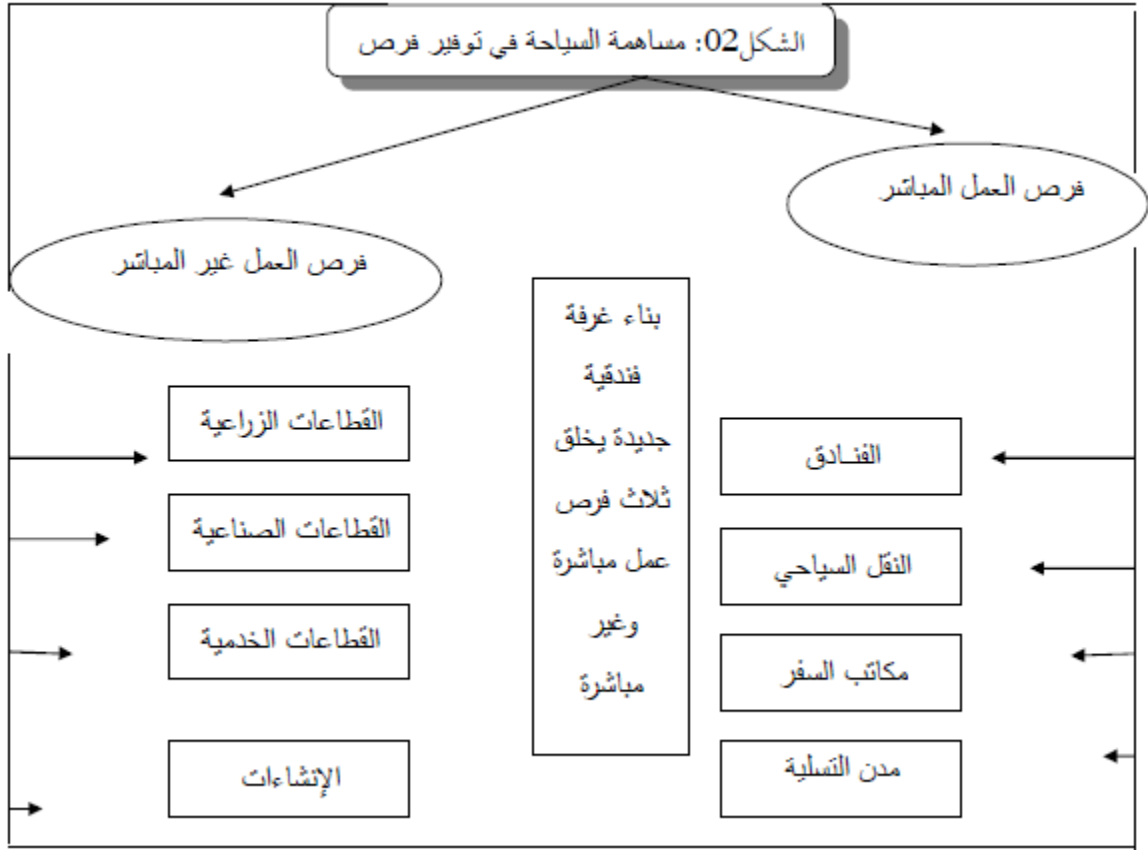 الشكل02: مساهمة السياحة في توفير فرص
فرص العمل المباشر
فرص العمل غير المباشر
بناء غرفة
فندقية
جديدة يخلق
ثلاث فرص
عمل مباشرة
وغير
مباشرة
الفنـادق
النقل السياحي
مكاتب السفر
مدن التسلية
القطاعات الزراعية
القطاعات الصناعية
القطاعات الخدمية
الإنشاءات